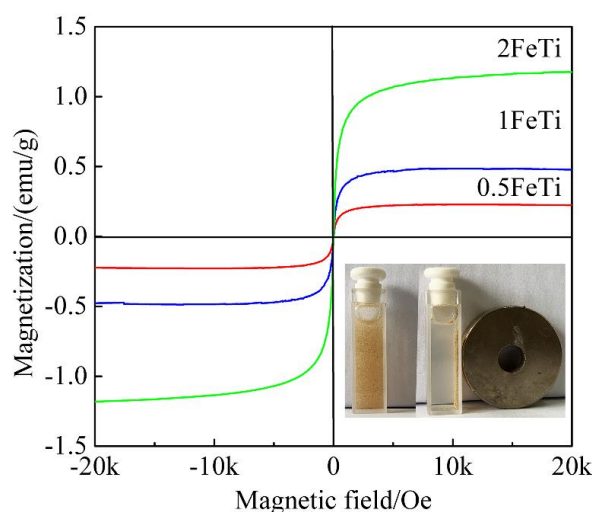 1.5
2FeTi
1.0
1FeTi
0.5
0.5FeTi
0.0
-0.5
-1.0
-1.5
-20k -10k 0 10k 20k
Magnetization/(emu/g)
Magnetic field/Oe